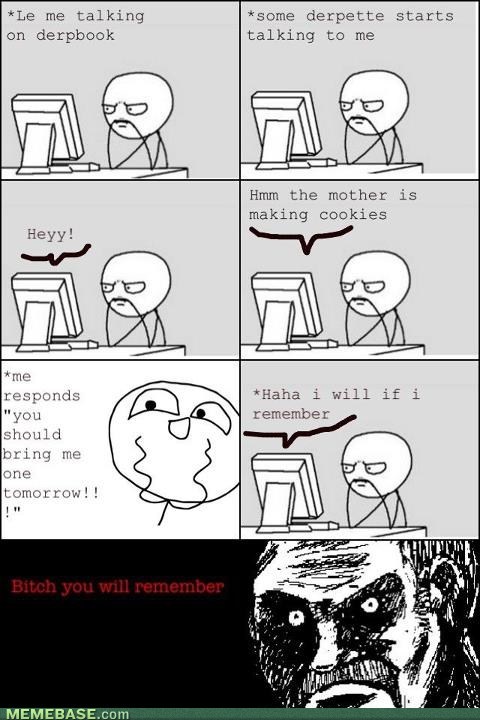 *Le me talking
on derpbook
*some derpette starts
talking to me
Heyy!
Hmm the mother is
making cookies
*me
responds
"you
should
bring me
one
tomorrow!!
!"
*Haha i will if i
remember
Bitch you will remember
MEMEBASE.com